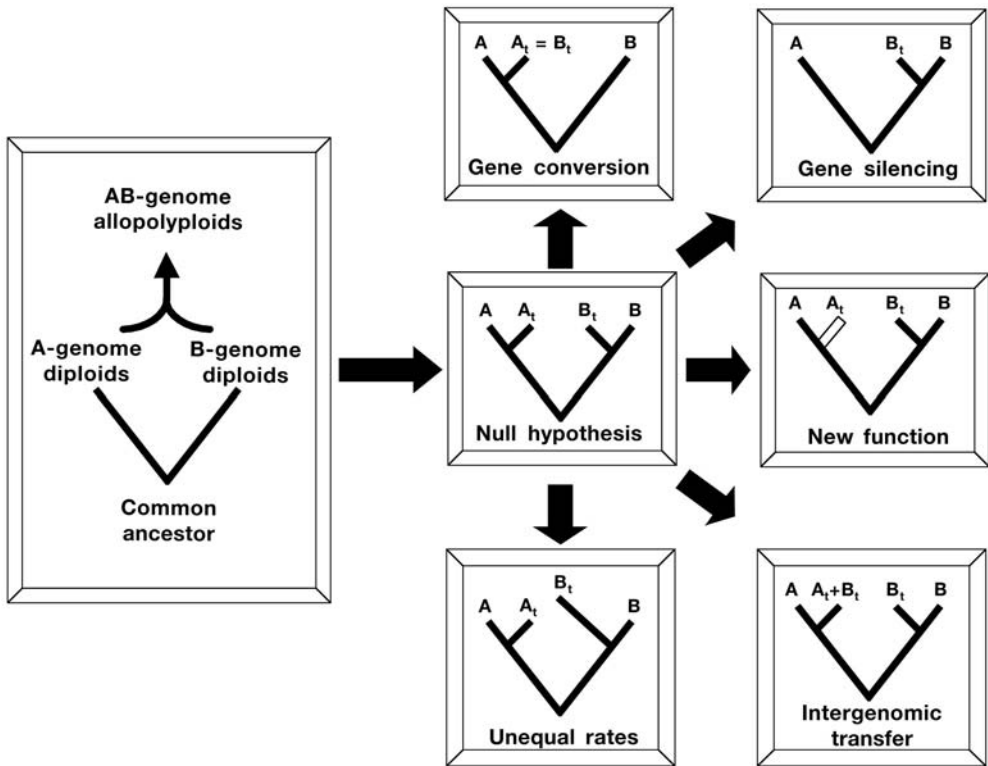 AB-genome
allopolyploids
A-genome
diploids
B-genome
diploids
Common
ancestor
A At = Bt B
Gene conversion
A Bt B
Gene silencing
A At Bt B
Null hypothesis
A At Bt B
New function
A At Bt B
Unequal rates
A At+Bt Bt B
Intergenomic
transfer